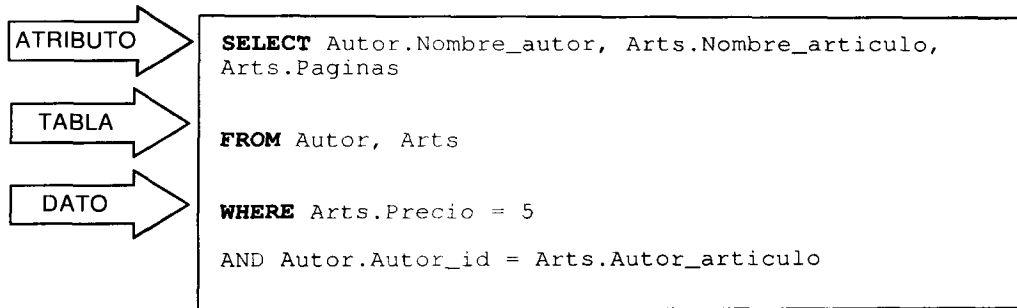 ATRIBUTO
SELECT Autor.Nombre_autor, Arts.Nombre_articulo,
Arts.Paginas
TABLA
FROM Autor, Arts
DATO
WHERE Arts.Precio = 5
AND Autor.Autor_id = Arts.Autor_articulo